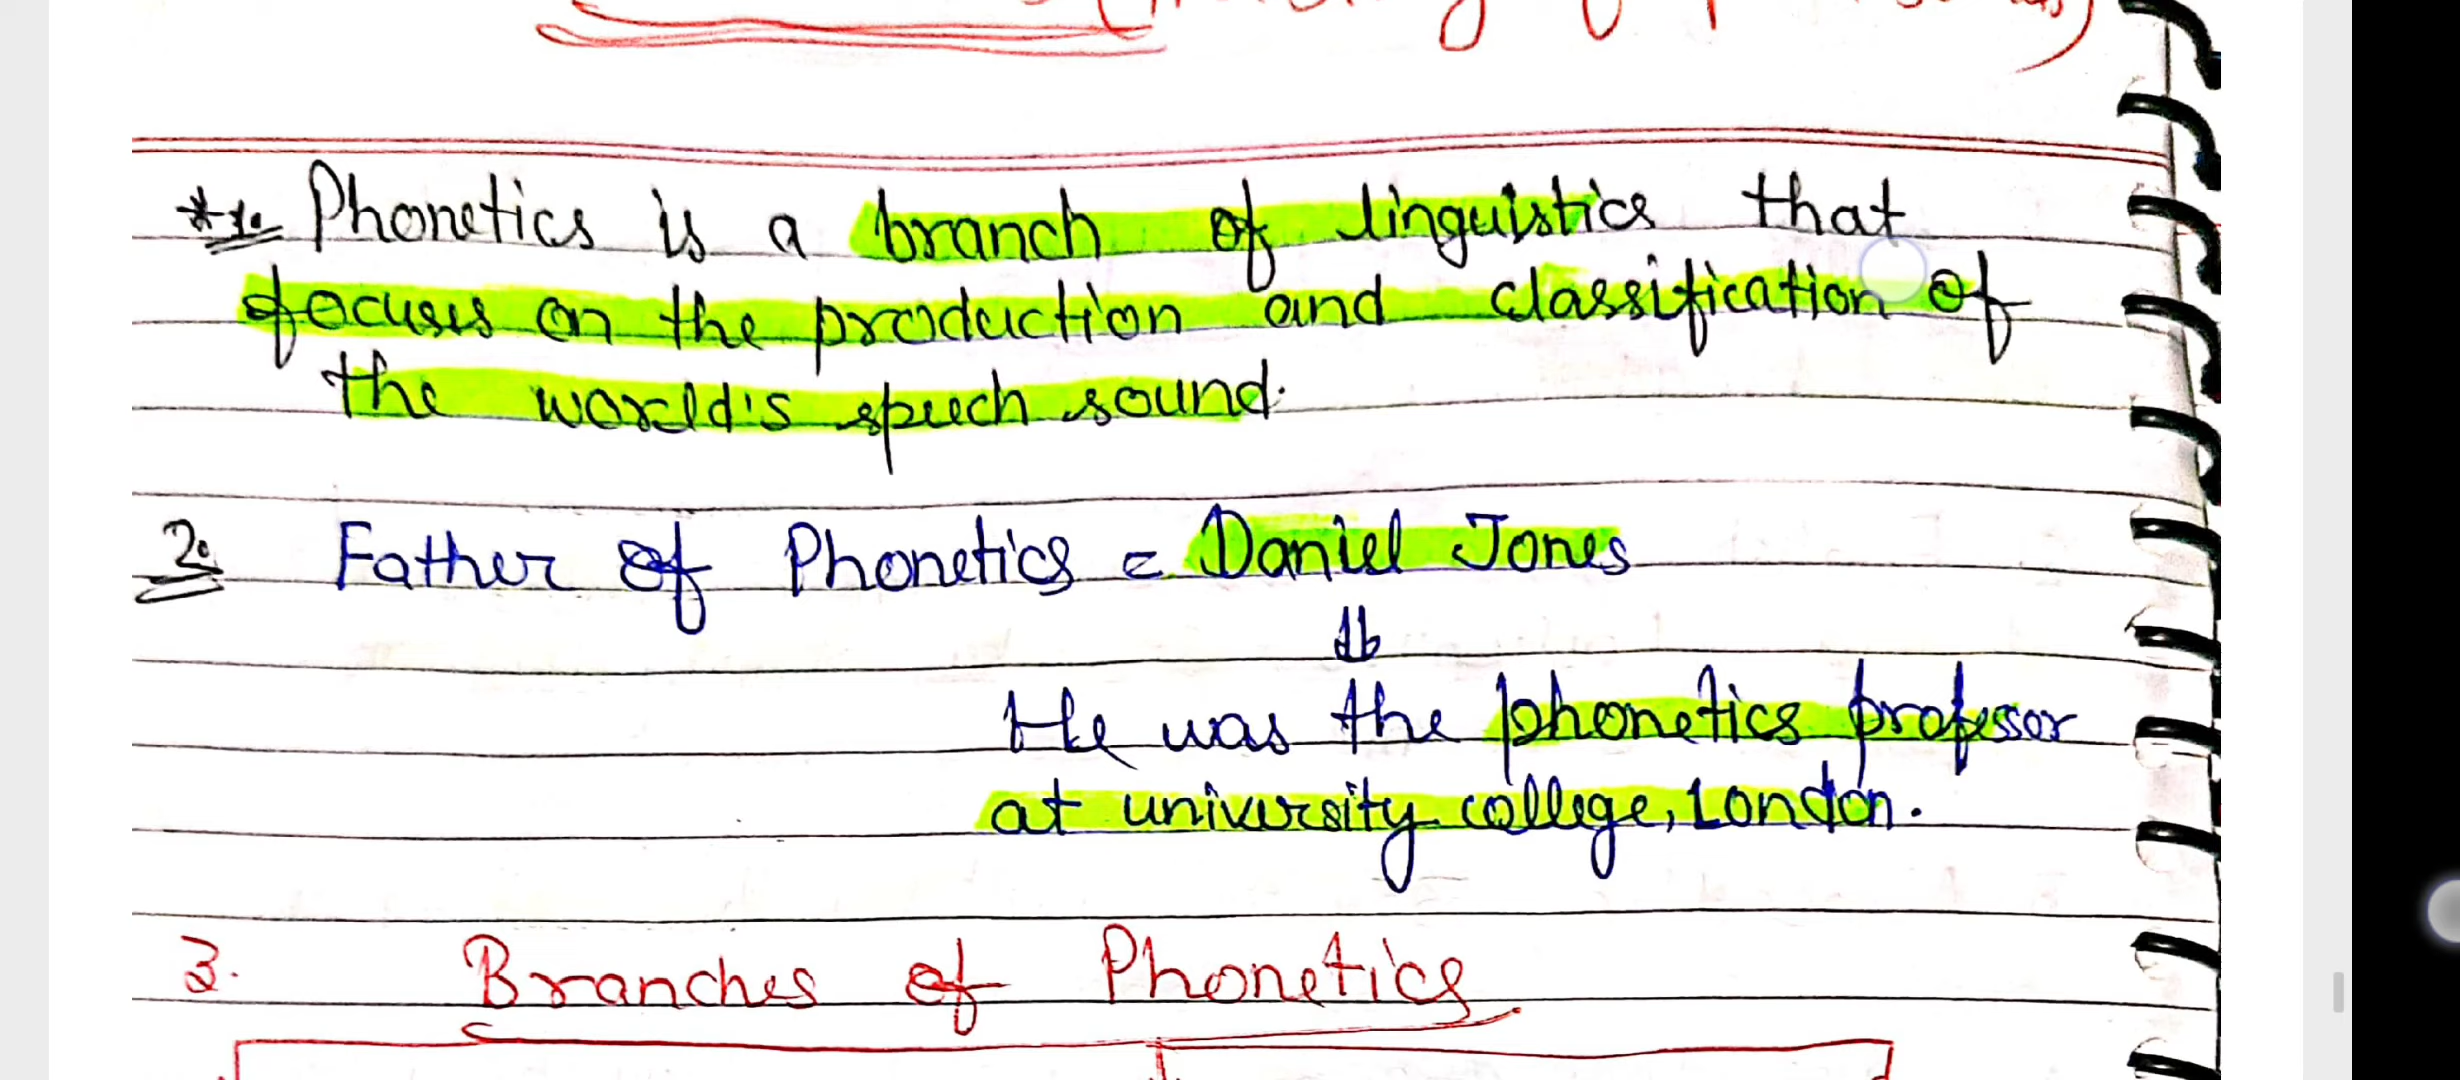 *1. Phonetics is a branch of linguistics that
focuses on the production and classification of
the world's speech sound.
2. Father of Phonetics = Daniel Jones
He was the phonetics professor
at university college, London.
3. Branches of Phonetics